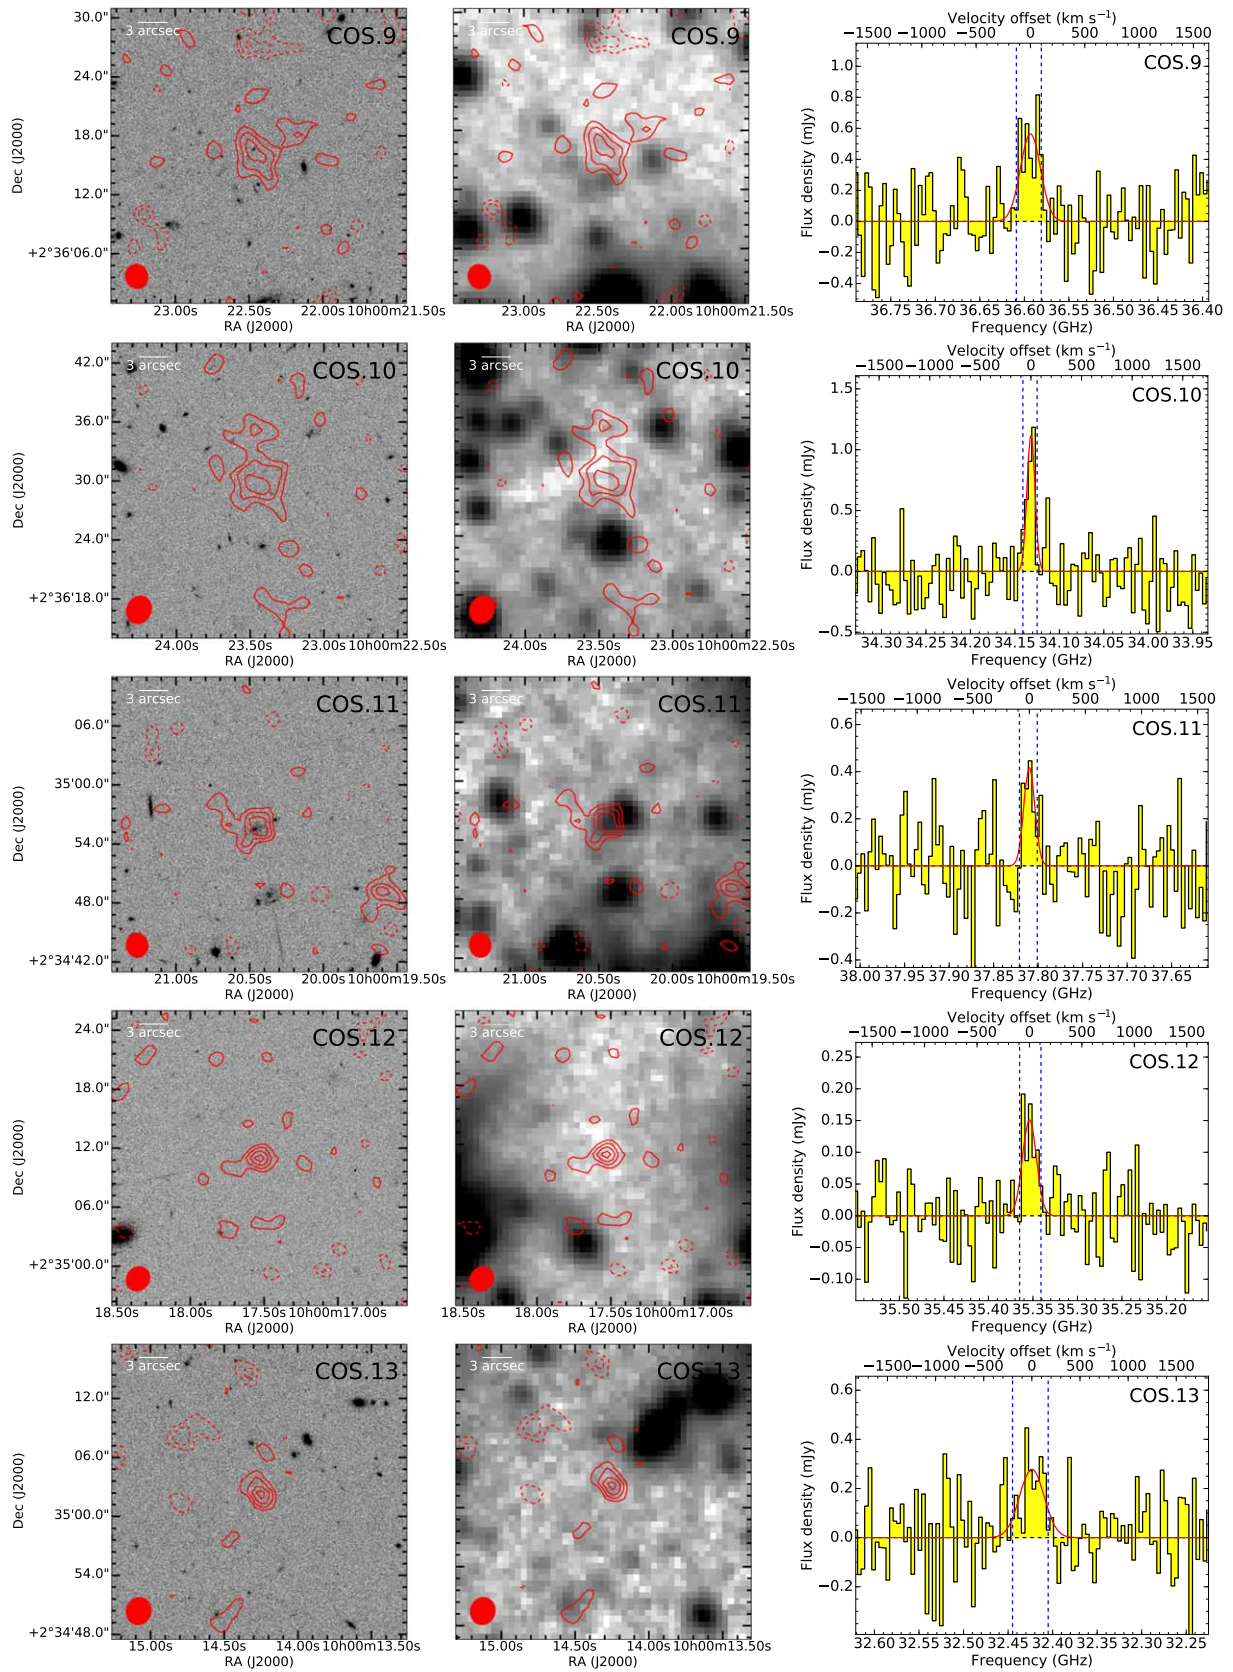 30.0"
24.0"
18.0"
12.0"
+2°36'06.0"
Dec (J2000)
3 arcsec
COS.9
23.00s 22.50s 22.00s 10h00m21.50s
RA (J2000)
3 arcsec
COS.9
23.00s 22.50s 22.00s 10h00m21.50s
RA (J2000)
Velocity offset (km s⁻¹)
−1500 −1000 −500 0 500 1000 1500
COS.9
1.0
0.8
0.6
0.4
0.2
0.0
−0.2
−0.4
Flux density (mJy)
36.75 36.70 36.65 36.60 36.55 36.50 36.45 36.40
Frequency (GHz)
42.0"
36.0"
30.0"
24.0"
+2°36'18.0"
Dec (J2000)
3 arcsec
COS.10
24.00s 23.50s 23.00s 10h00m22.50s
RA (J2000)
3 arcsec
COS.10
24.00s 23.50s 23.00s 10h00m22.50s
RA (J2000)
Velocity offset (km s⁻¹)
−1500 −1000 −500 0 500 1000 1500
COS.10
1.5
1.0
0.5
0.0
−0.5
Flux density (mJy)
34.30 34.25 34.20 34.15 34.10 34.05 34.00 33.95
Frequency (GHz)
06.0"
35'00.0"
54.0"
48.0"
+2°34'42.0"
Dec (J2000)
3 arcsec
COS.11
21.00s 20.50s 20.00s 10h00m19.50s
RA (J2000)
3 arcsec
COS.11
21.00s 20.50s 20.00s 10h00m19.50s
RA (J2000)
Velocity offset (km s⁻¹)
−1500 −1000 −500 0 500 1000 1500
COS.11
0.6
0.4
0.2
0.0
−0.2
−0.4
Flux density (mJy)
38.00 37.95 37.90 37.85 37.80 37.75 37.70 37.65
Frequency (GHz)
24.0"
18.0"
12.0"
06.0"
+2°35'00.0"
Dec (J2000)
3 arcsec
COS.12
18.50s 18.00s 17.50s 10h00m17.00s
RA (J2000)
3 arcsec
COS.12
18.50s 18.00s 17.50s 10h00m17.00s
RA (J2000)
Velocity offset (km s⁻¹)
−1500 −1000 −500 0 500 1000 1500
COS.12
0.25
0.20
0.15
0.10
0.05
0.00
−0.05
−0.10
Flux density (mJy)
35.50 35.45 35.40 35.35 35.30 35.25 35.20
Frequency (GHz)
12.0"
06.0"
35'00.0"
54.0"
+2°34'48.0"
Dec (J2000)
3 arcsec
COS.13
15.00s 14.50s 14.00s 10h00m13.50s
RA (J2000)
3 arcsec
COS.13
15.00s 14.50s 14.00s 10h00m13.50s
RA (J2000)
Velocity offset (km s⁻¹)
−1500 −1000 −500 0 500 1000 1500
COS.13
0.6
0.4
0.2
0.0
−0.2
Flux density (mJy)
32.60 32.55 32.50 32.45 32.40 32.35 32.30 32.25
Frequency (GHz)